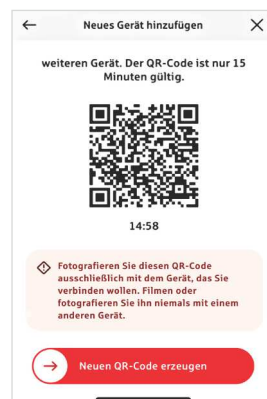 Neues Gerät hinzufügen
weiteren Gerät. Der QR-Code ist nur 15
Minuten gültig.
14:58
Fotografieren Sie diesen QR-Code
ausschließlich mit dem Gerät, das Sie
verbinden wollen. Filmen oder
fotografieren Sie ihn niemals mit einem
anderen Gerät.
Neuen QR-Code erzeugen